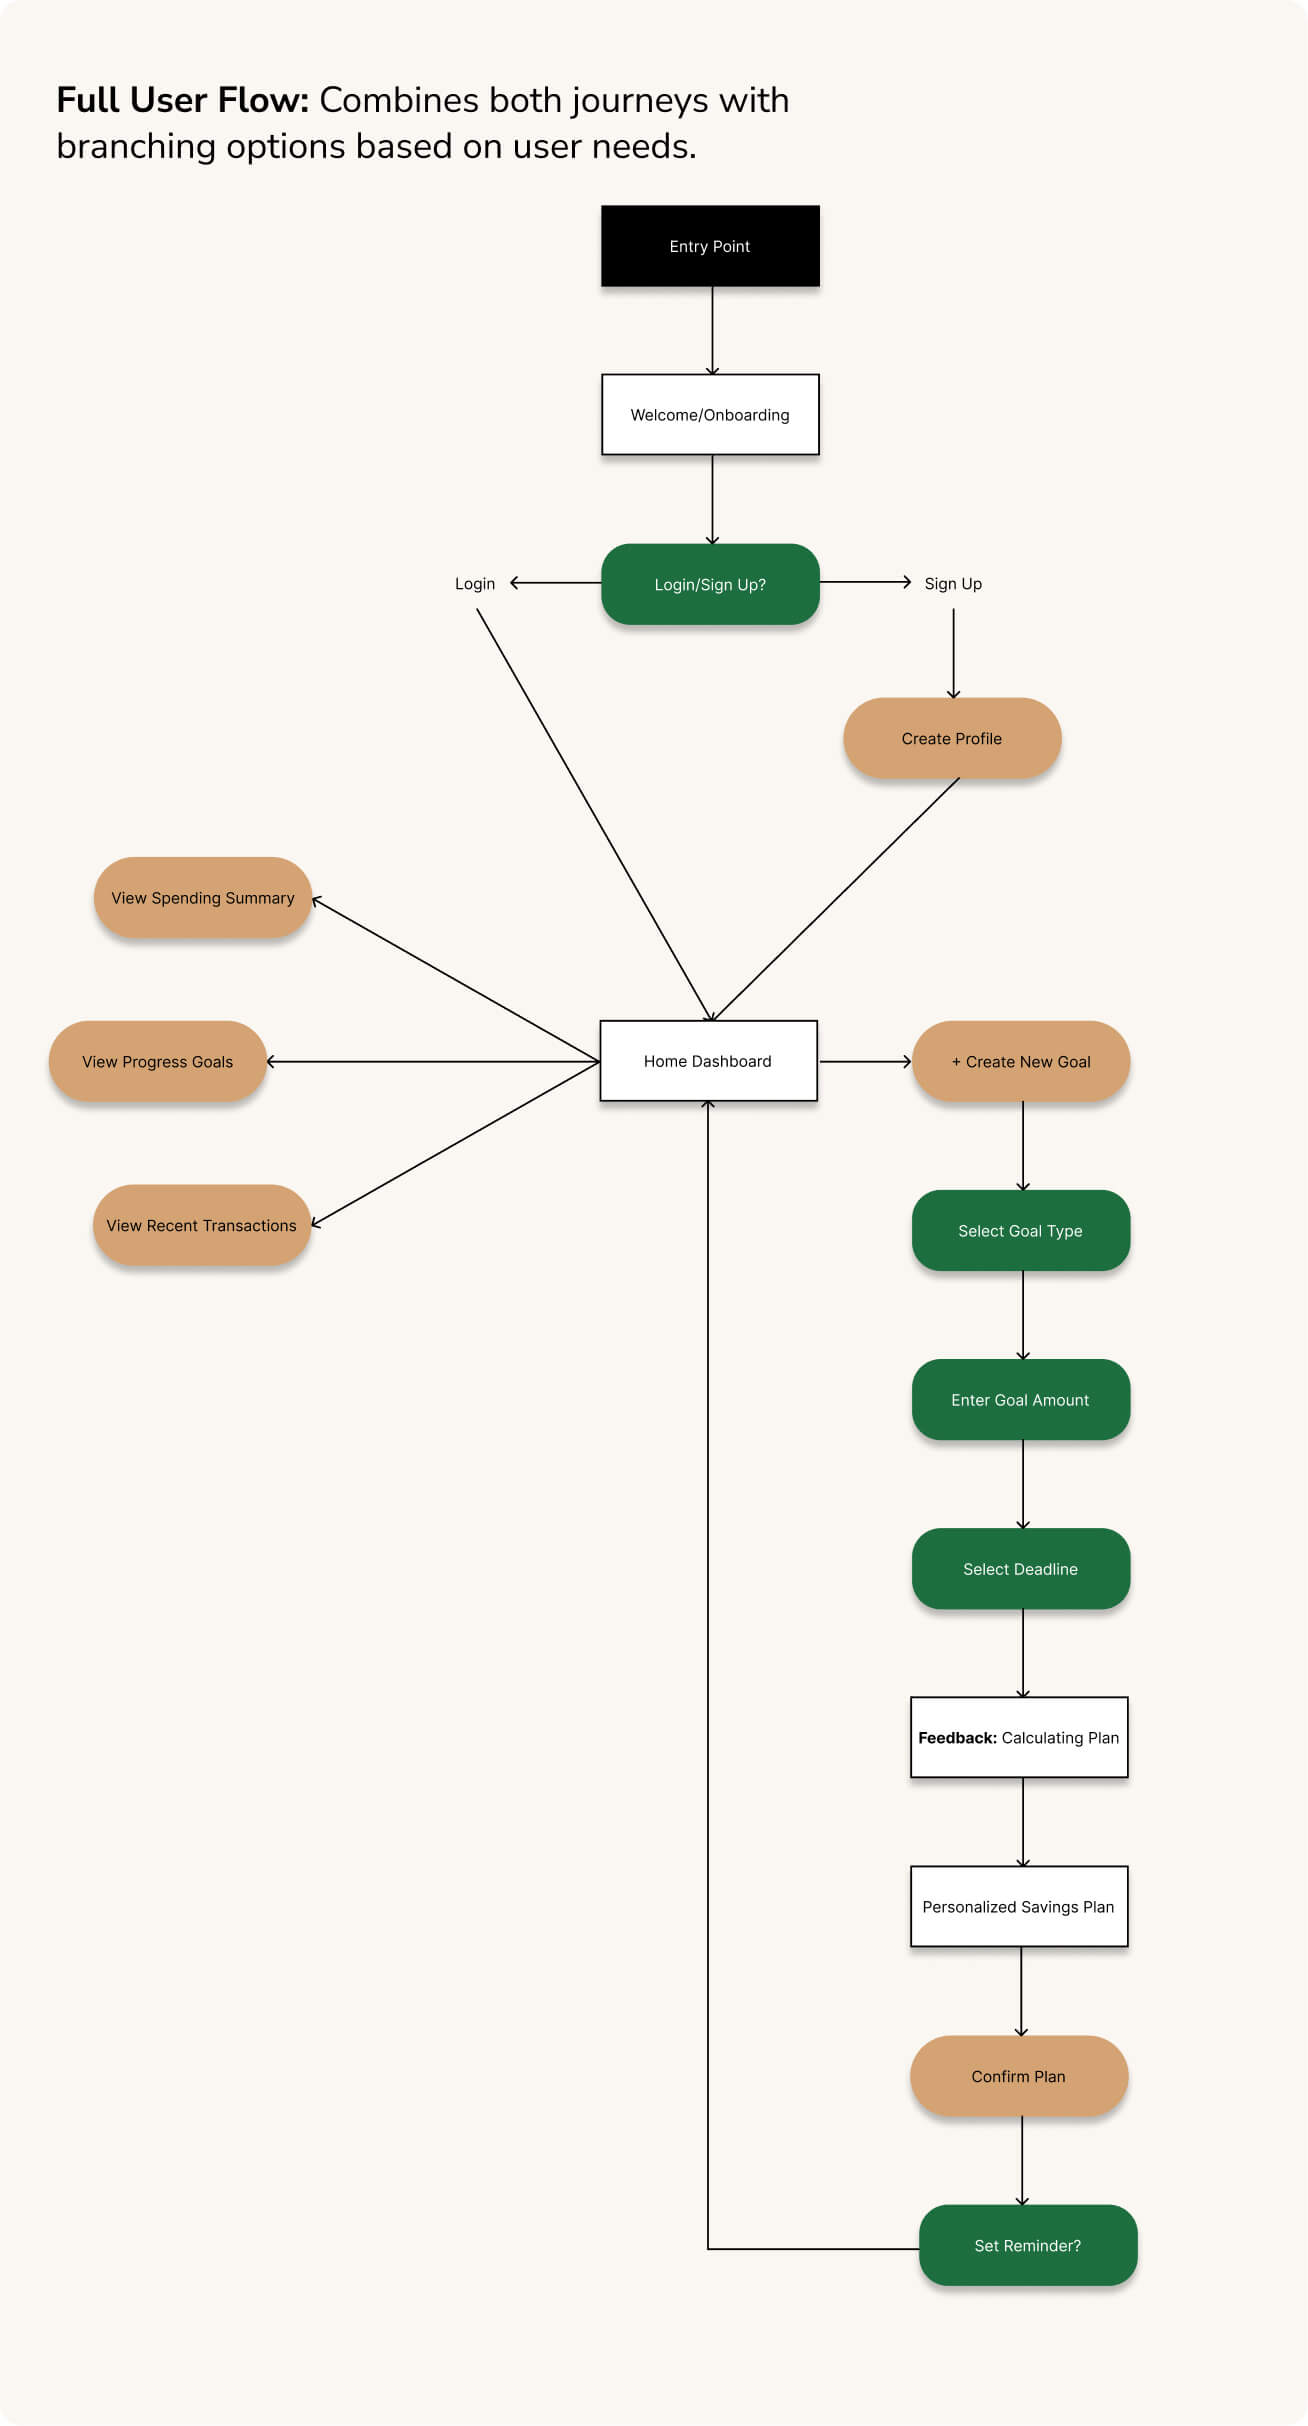 Full User Flow: Combines both journeys with
branching options based on user needs.
Entry Point
Welcome/Onboarding
Login
Login/Sign Up?
Sign Up
Create Profile
View Spending Summary
View Progress Goals
Home Dashboard
+ Create New Goal
View Recent Transactions
Select Goal Type
Enter Goal Amount
Select Deadline
Feedback: Calculating Plan
Personalized Savings Plan
Confirm Plan
Set Reminder?